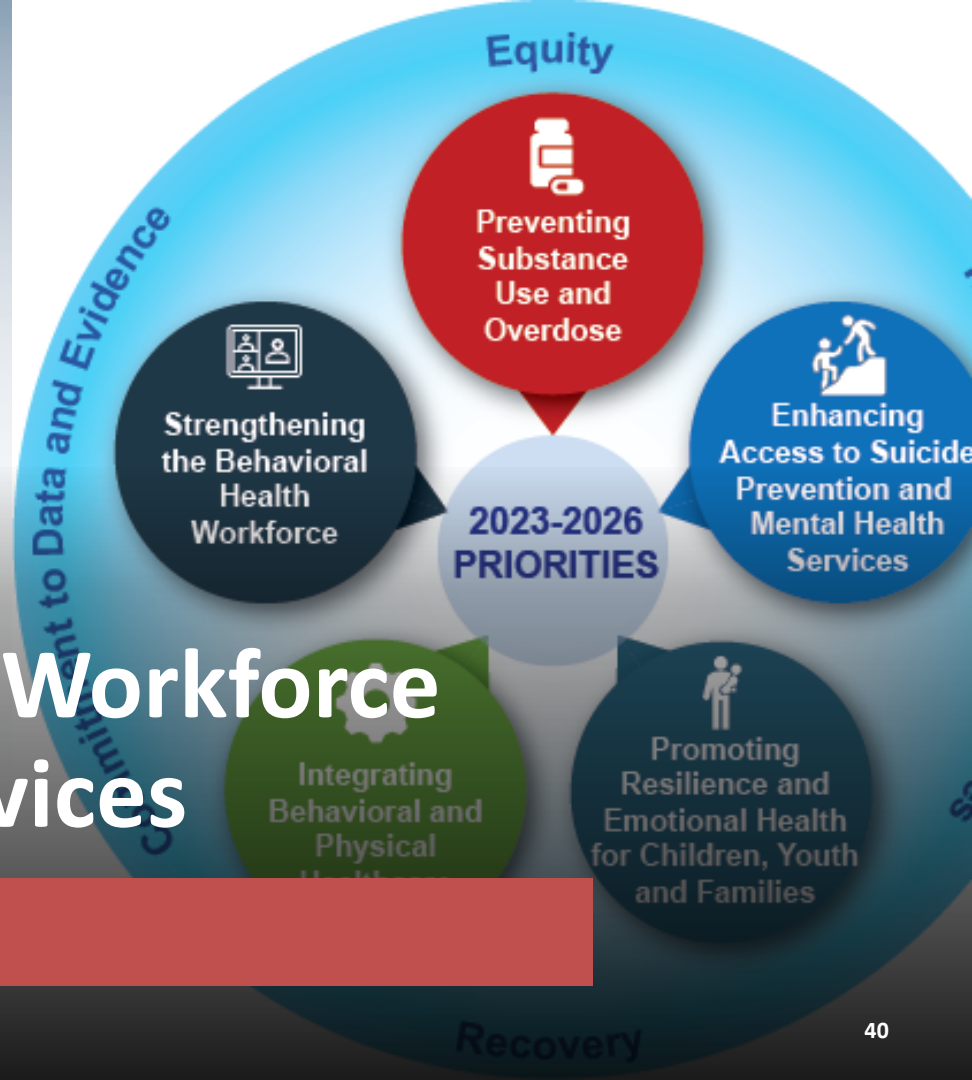 Equity
Preventing
Substance
Use and
Overdose
Commitment to Data and Evidence
Strengthening
the Behavioral
Health
Workforce
Enhancing
Access to Suicide
Prevention and
Mental Health
Services
2023-2026
PRIORITIES
Workforce
vices
Integrating
Behavioral and
Physical
Healthcare
Promoting
Resilience and
Emotional Health
for Children, Youth
and Families
Recovery
40